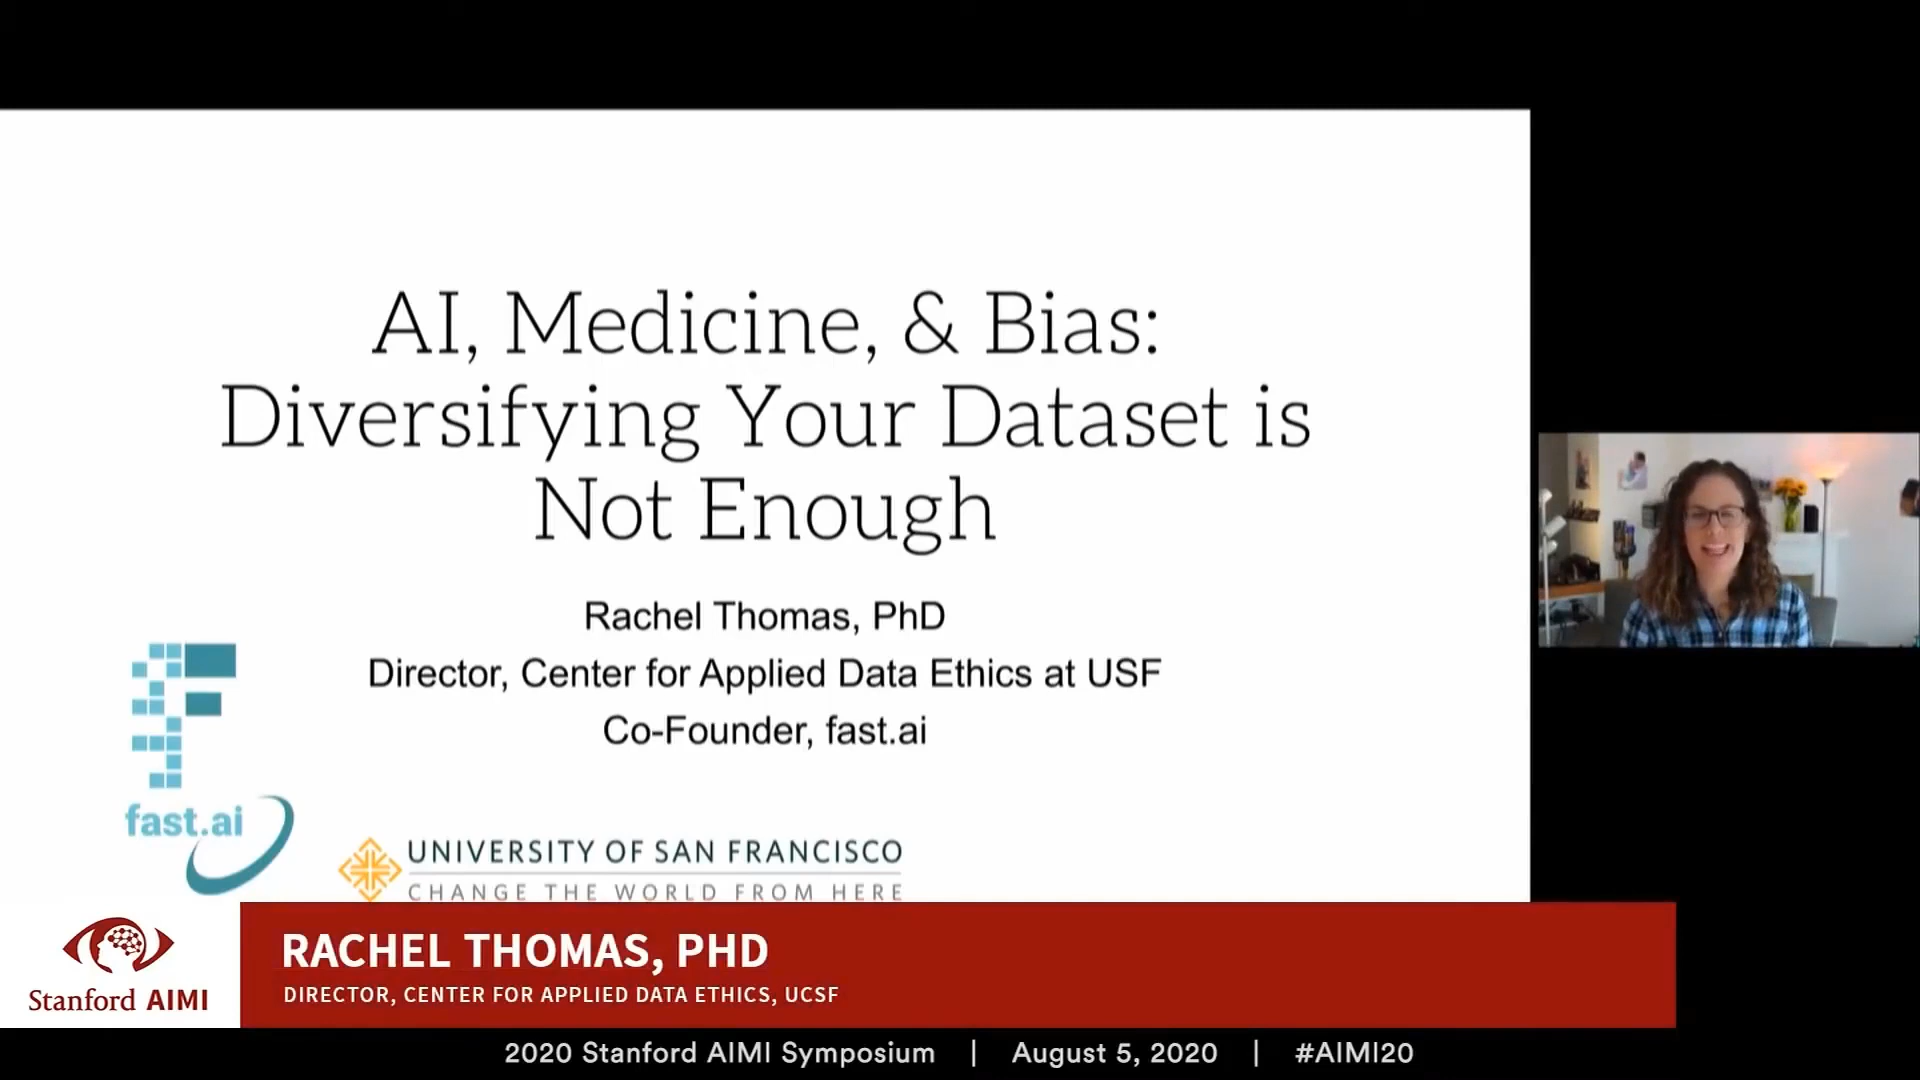 AI, Medicine, & Bias:
Diversifying Your Dataset is
Not Enough
Rachel Thomas, PhD
Director, Center for Applied Data Ethics at USF
Co-Founder, fast.ai
fast.ai
UNIVERSITY OF SAN FRANCISCO
CHANGE THE WORLD FROM HERE
Stanford AIMI
RACHEL THOMAS, PHD
DIRECTOR, CENTER FOR APPLIED DATA ETHICS, UCSF
2020 Stanford AIMI Symposium | August 5, 2020 | #AIMI20